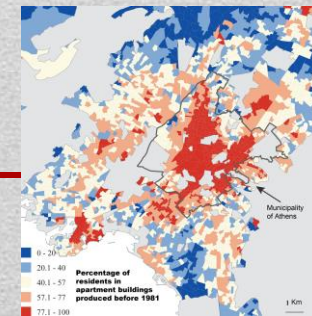 Municipality
of Athens
0 - 20
20.1 - 40
40.1 - 57
57.1 - 77
77.1 - 100
Percentage of
residents in
apartment buildings
produced before 1981
1 Km